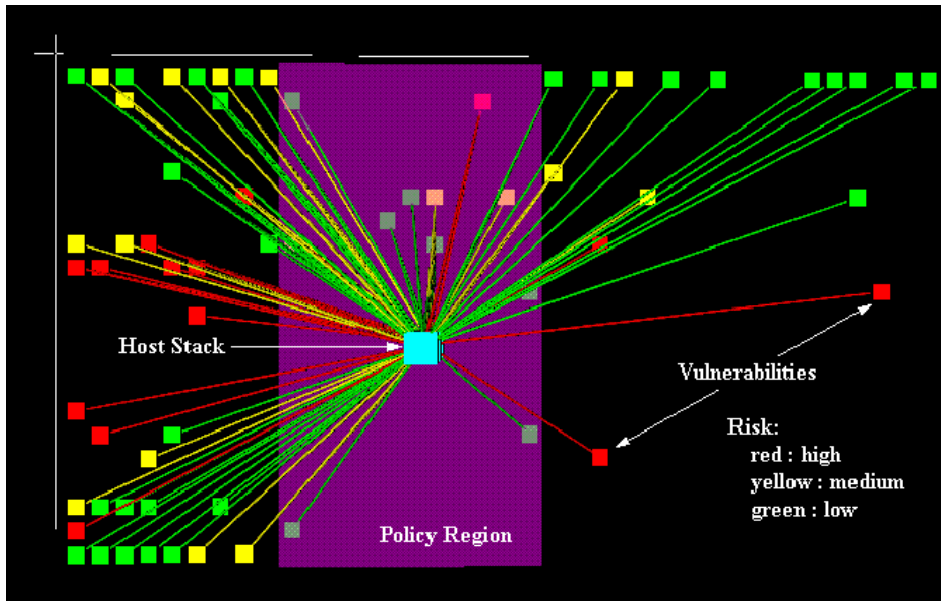 Host Stack
Vulnerabilities
Risk:
red : high
yellow : medium
green : low
Policy Region